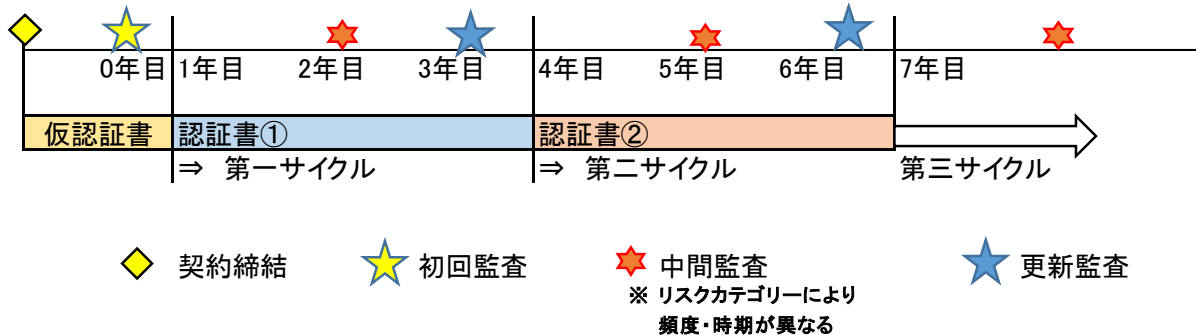 0年目 1年目 2年目 3年目 4年目 5年目 6年目 7年目
仮認証書 認証書① 認証書②
⇒ 第一サイクル ⇒ 第二サイクル 第三サイクル
契約締結 初回監査 中間監査 更新監査
※ リスクカテゴリーにより
頻度・時期が異なる